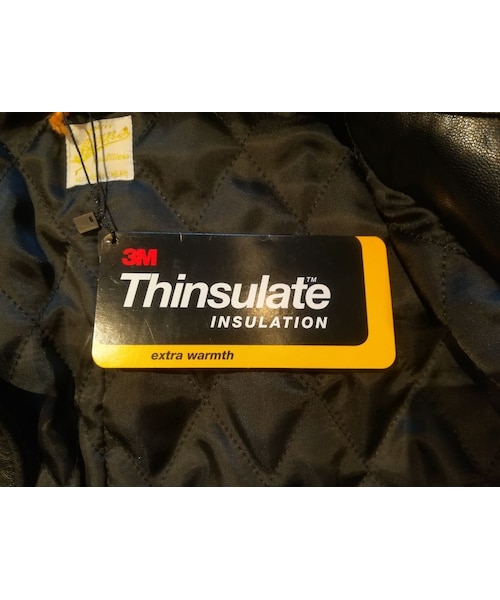 3M
Thinsulate™
INSULATION
extra warmth